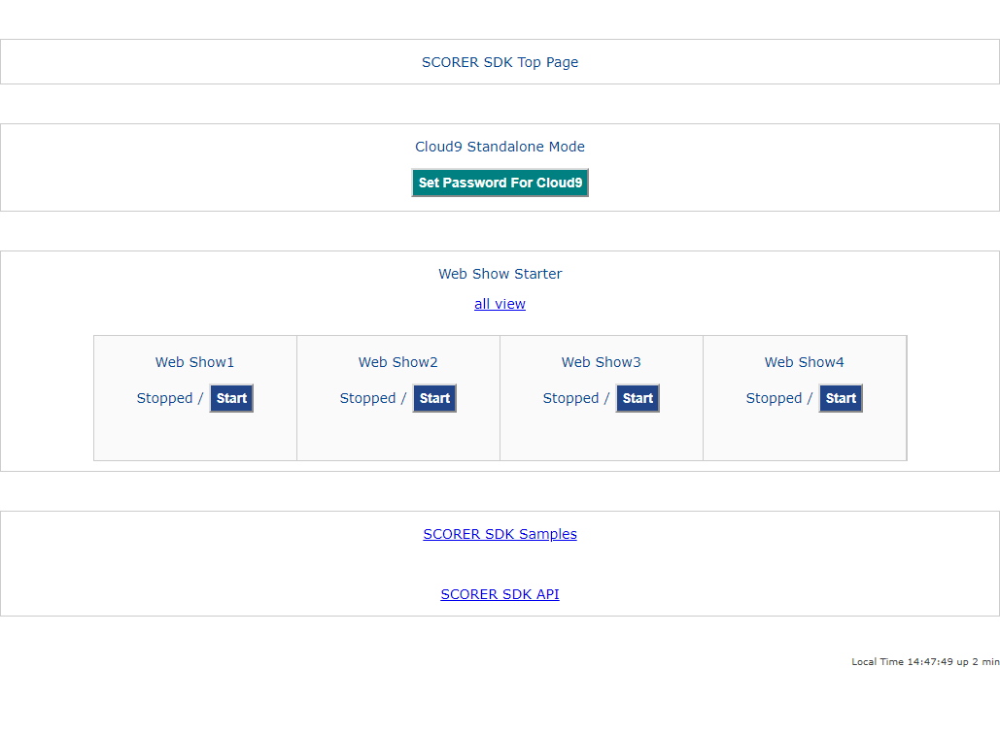 SCORER SDK Top Page
Cloud9 Standalone Mode
Set Password For Cloud9
Web Show Starter
all view
Web Show1 Web Show2 Web Show3 Web Show4
Stopped / Start Stopped / Start Stopped / Start Stopped / Start
SCORER SDK Samples
SCORER SDK API
Local Time 14:47:49 up 2 min